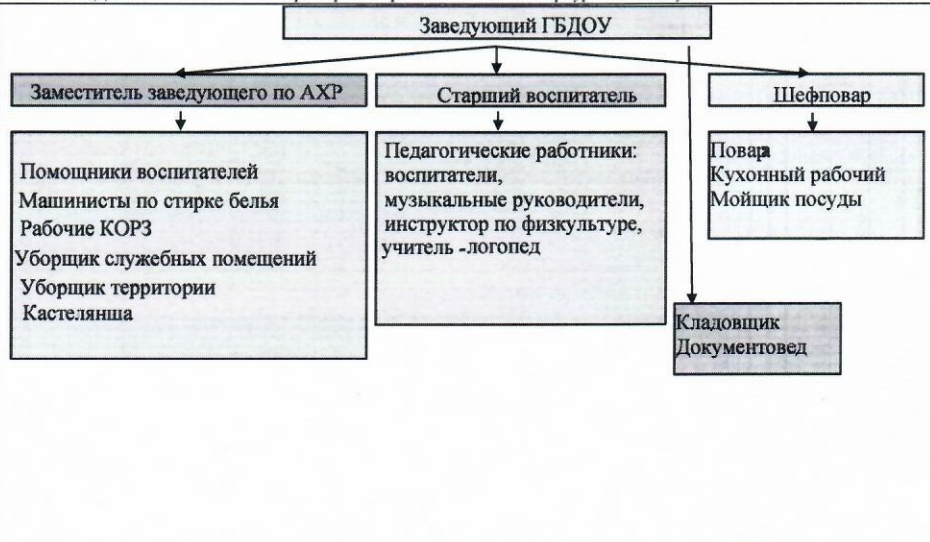 Заведующий ГБДОУ
Заместитель заведующего по АХР
Старший воспитатель
Шефповар
Помощники воспитателей
Машинисты по стирке белья
Рабочие КОРЗ
Уборщик служебных помещений
Уборщик территории
Кастелянша
Педагогические работники:
воспитатели,
музыкальные руководители,
инструктор по физкультуре,
учитель -логопед
Повара
Кухонный рабочий
Мойщик посуды
Кладовщик
Документовед